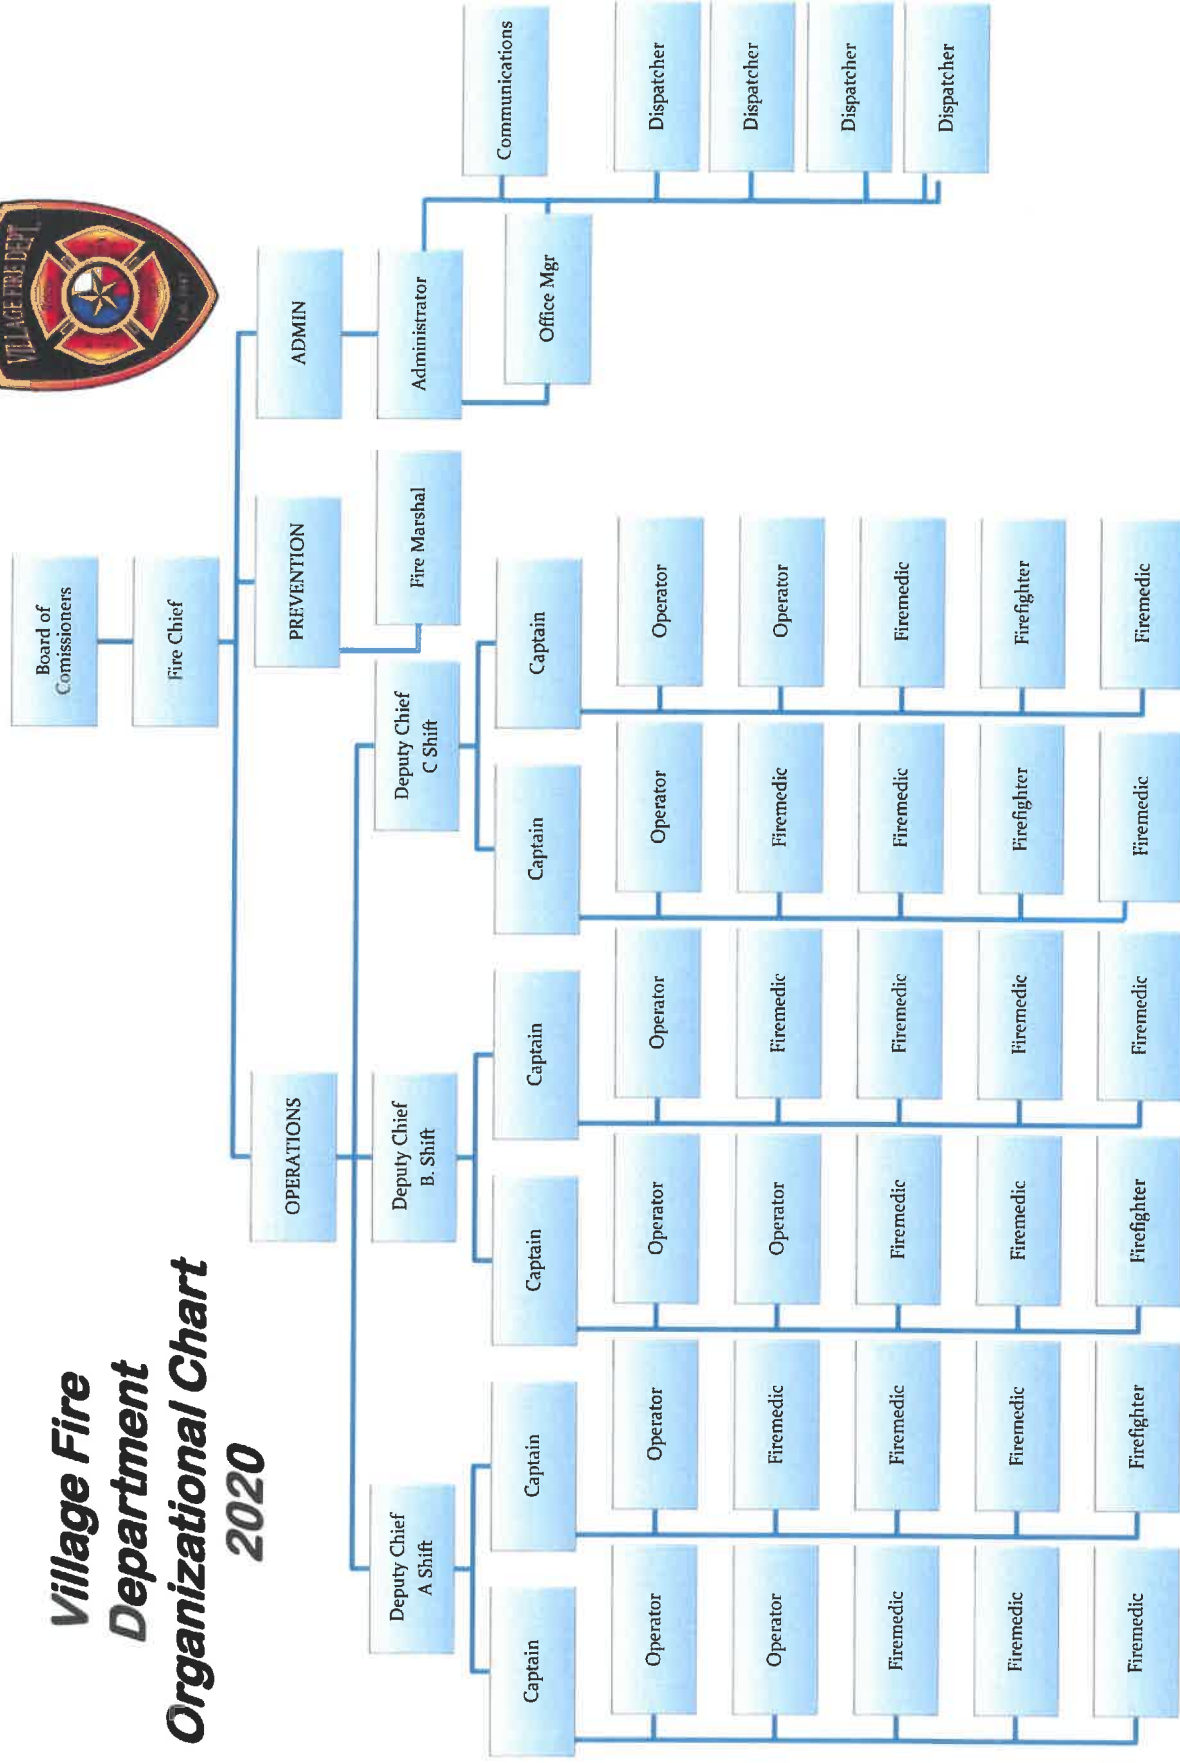 Village Fire
Department
Organizational Chart
2020
VILLAGE FIRE DEPT.
Board of
Comissioners
Fire Chief
OPERATIONS
PREVENTION
ADMIN
Deputy Chief
A Shift
Deputy Chief
B. Shift
Deputy Chief
C Shift
Fire Marshal
Administrator
Captain
Captain
Captain
Captain
Captain
Captain
Office Mgr
Communications
Operator
Operator
Operator
Operator
Operator
Operator
Dispatcher
Operator
Firemedic
Operator
Firemedic
Firemedic
Operator
Dispatcher
Firemedic
Firemedic
Firemedic
Firemedic
Firemedic
Firemedic
Dispatcher
Firemedic
Firemedic
Firemedic
Firemedic
Firefighter
Firefighter
Dispatcher
Firemedic
Firefighter
Firefighter
Firemedic
Firemedic
Firemedic